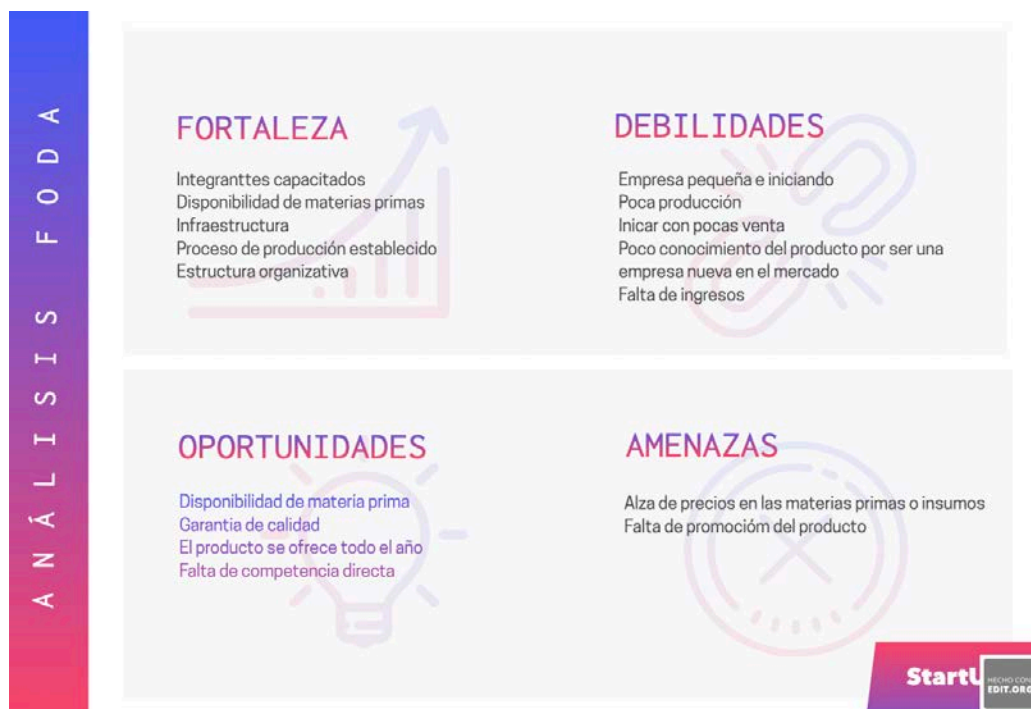 ANÁLISIS FODA
FORTALEZA
Integranttes capacitados
Disponibilidad de materias primas
Infraestructura
Proceso de producción establecido
Estructura organizativa
DEBILIDADES
Empresa pequeña e iniciando
Poca producción
Inicar con pocas venta
Poco conocimiento del producto por ser una
empresa nueva en el mercado
Falta de ingresos
OPORTUNIDADES
Disponibilidad de materia prima
Garantia de calidad
El producto se ofrece todo el año
Falta de competencia directa
AMENAZAS
Alza de precios en las materias primas o insumos
Falta de promoción del producto
HECHO CON
EDIT.ORG